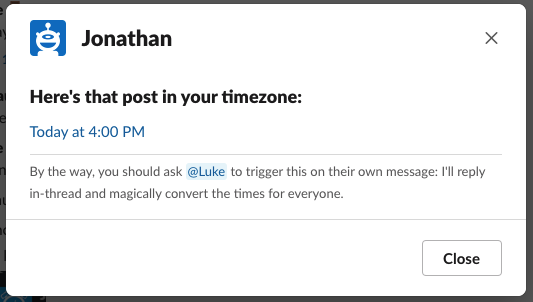 Jonathan
Here's that post in your timezone:
Today at 4:00 PM
By the way, you should ask @Luke to trigger this on their own message: I'll reply
in-thread and magically convert the times for everyone.
Close